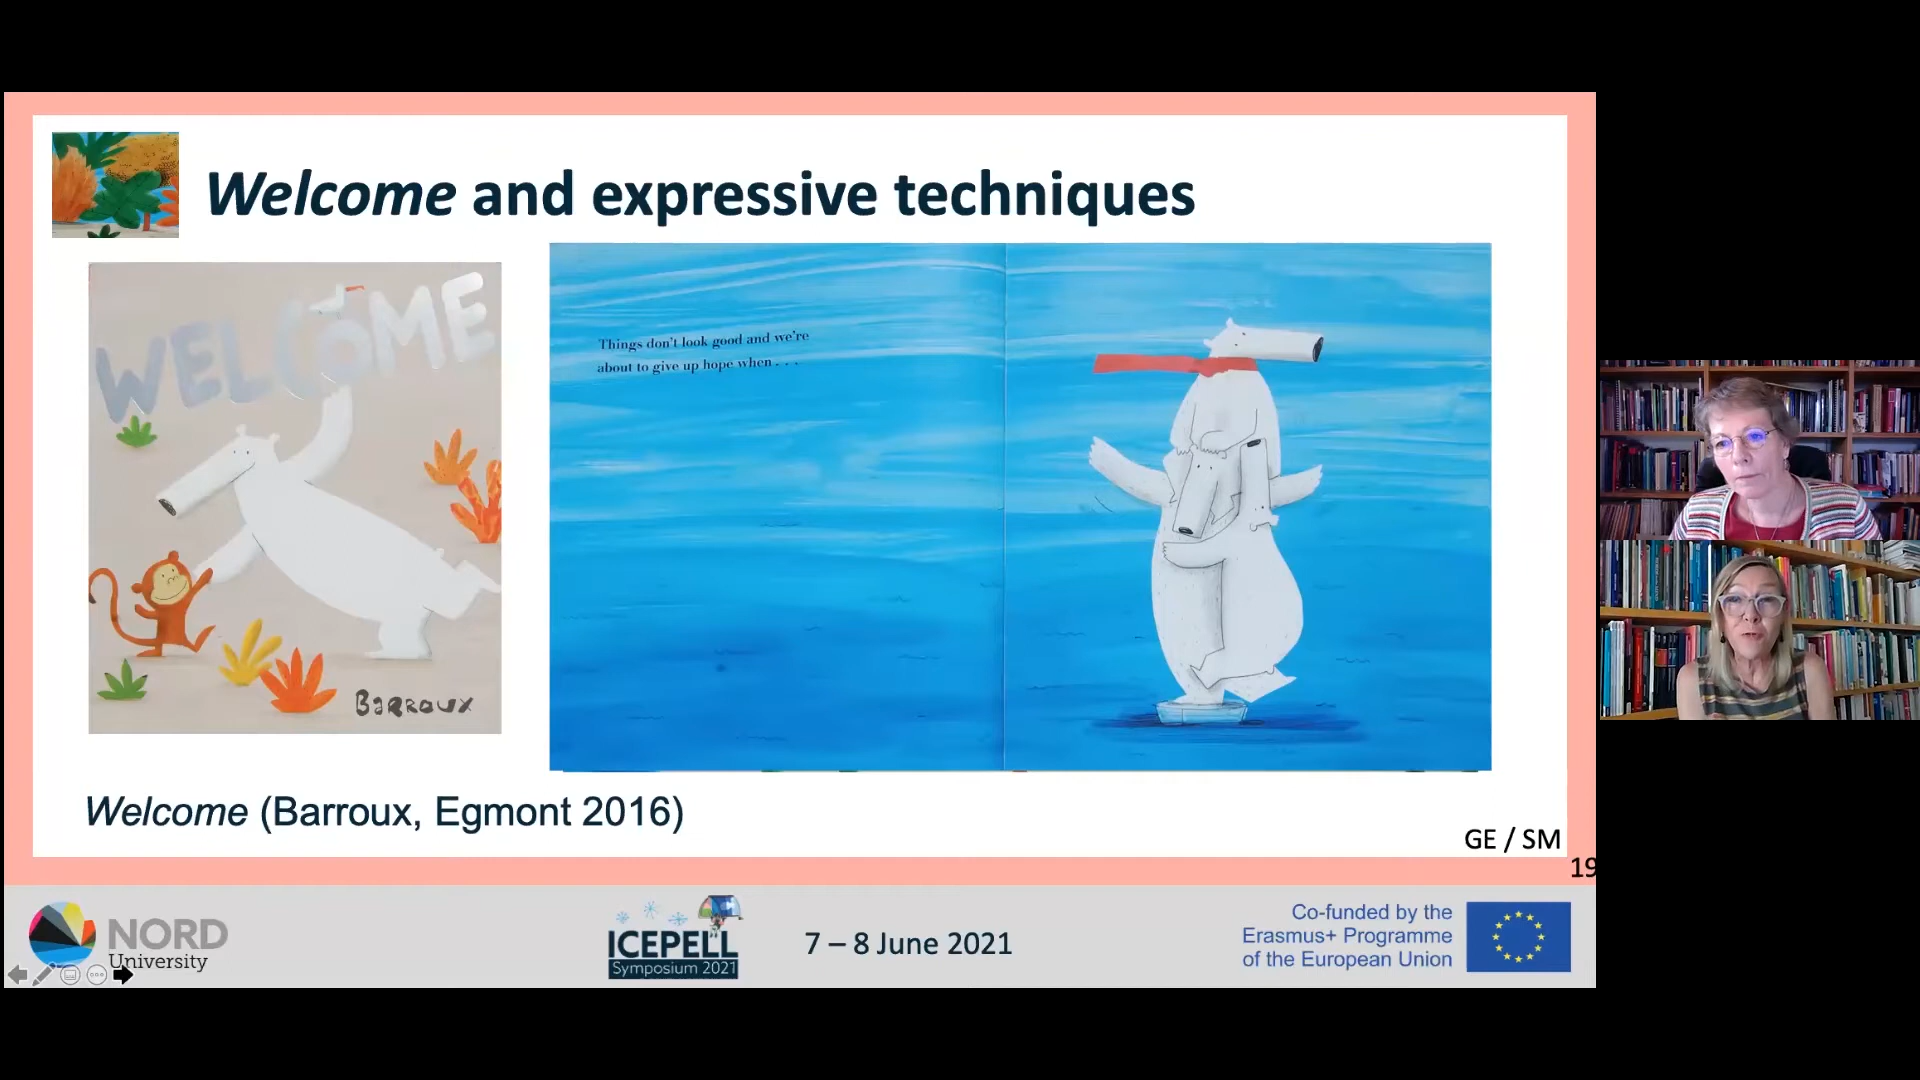 Welcome and expressive techniques
WELCOME
BARROUX
Things don't look good and we're
about to give up hope when . . .
Welcome (Barroux, Egmont 2016)
GE / SM
19
NORD
University
ICEPELL
Symposium 2021
7 – 8 June 2021
Co-funded by the
Erasmus+ Programme
of the European Union